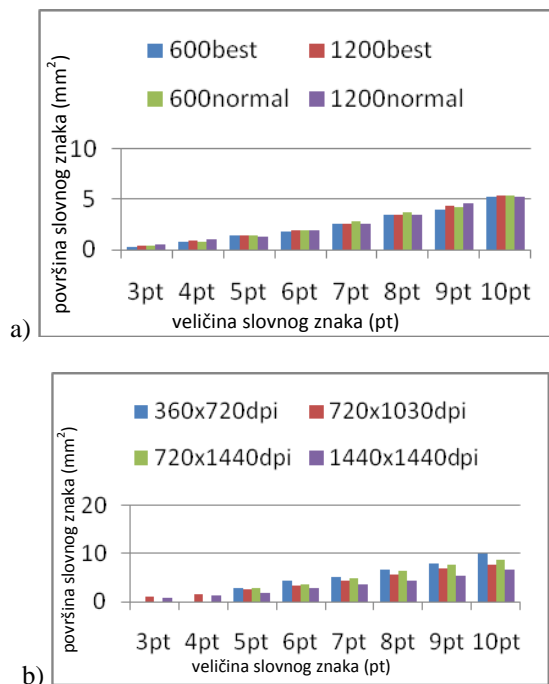 600best 1200best
600normal 1200normal
površina slovnog znaka (mm²)
10
5
0
3pt 4pt 5pt 6pt 7pt 8pt 9pt 10pt
veličina slovnog znaka (pt)
a)
360x720dpi 720x1030dpi
720x1440dpi 1440x1440dpi
površina slovnog znaka (mm²)
20
10
0
3pt 4pt 5pt 6pt 7pt 8pt 9pt 10pt
veličina slovnog znaka (pt)
b)